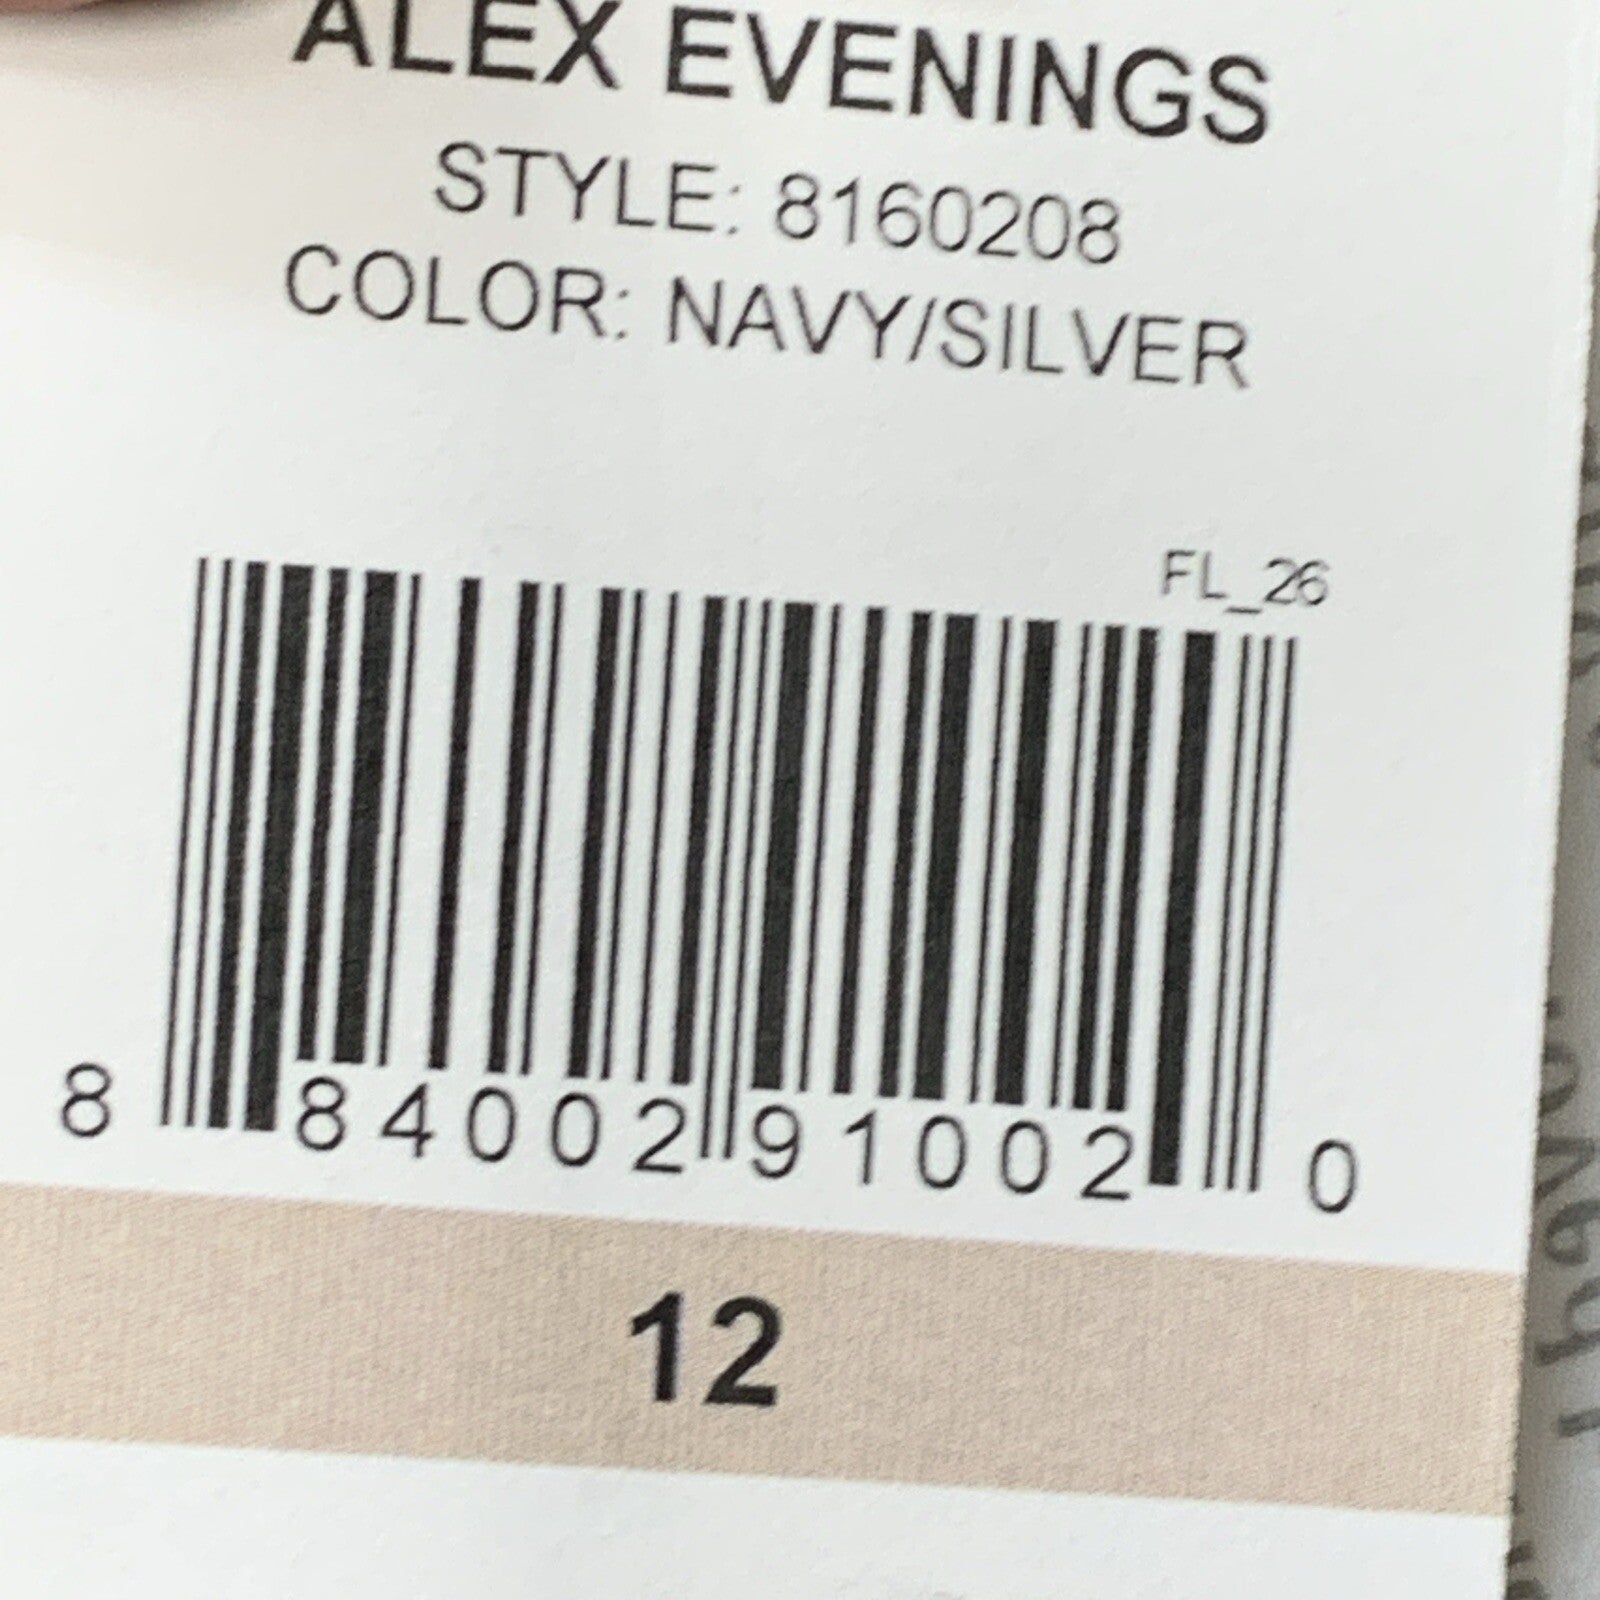 ALEX EVENINGS
STYLE: 8160208
COLOR: NAVY/SILVER
FL_26
8 84002 91002 0
12